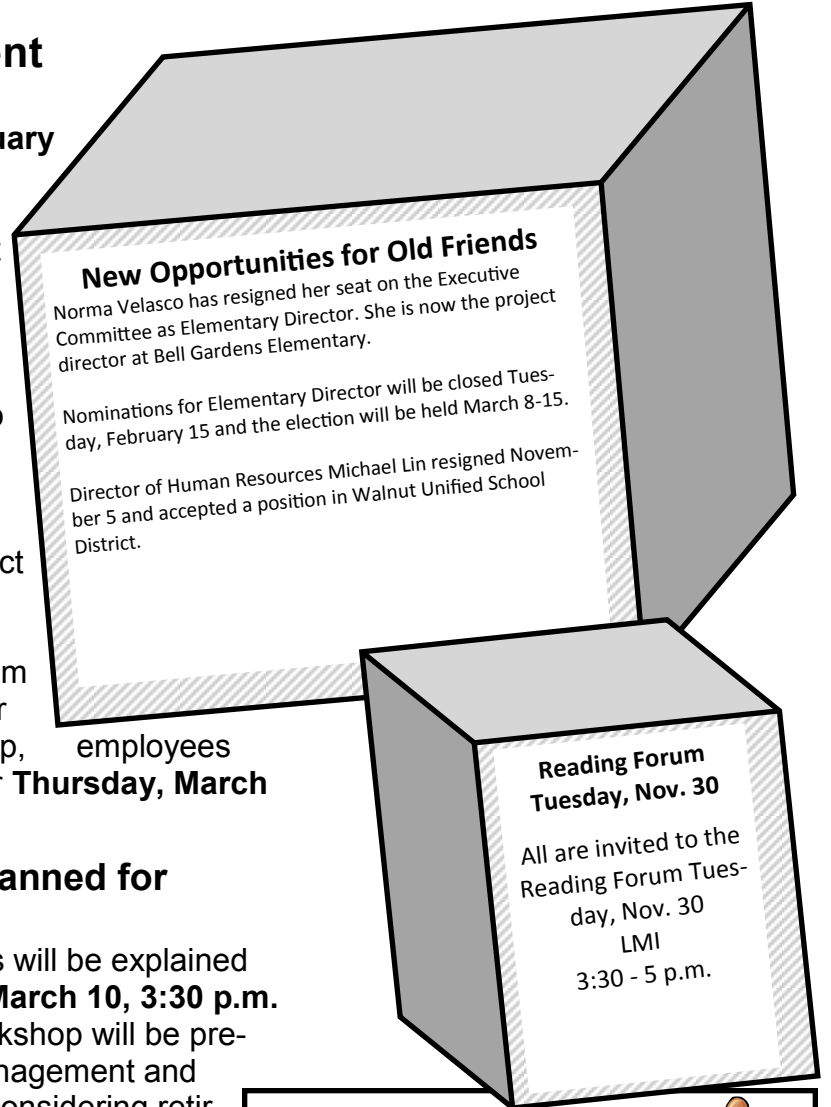 nt
uary
ct
m
r
p, employees
r Thursday, March
anned for
s will be explained
March 10, 3:30 p.m.
kshop will be pre-
nagement and
considering retir
New Opportunities for Old Friends
Norma Velasco has resigned her seat on the Executive
Committee as Elementary Director. She is now the project
director at Bell Gardens Elementary.
Nominations for Elementary Director will be closed Tues-
day, February 15 and the election will be held March 8-15.
Director of Human Resources Michael Lin resigned Novem-
ber 5 and accepted a position in Walnut Unified School
District.
Reading Forum
Tuesday, Nov. 30
All are invited to the
Reading Forum Tues-
day, Nov. 30
LMI
3:30 - 5 p.m.